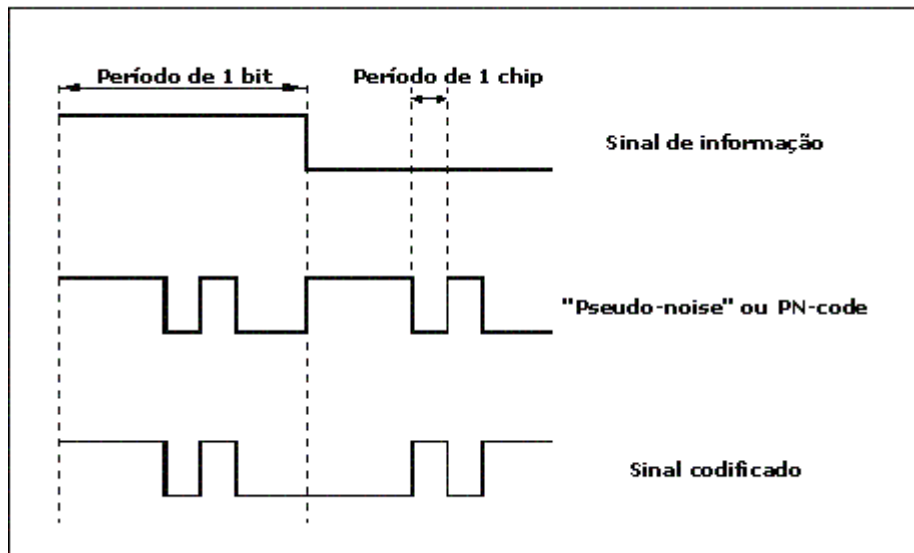 Período de 1 bit
Período de 1 chip
Sinal de informação
"Pseudo-noise" ou PN-code
Sinal codificado